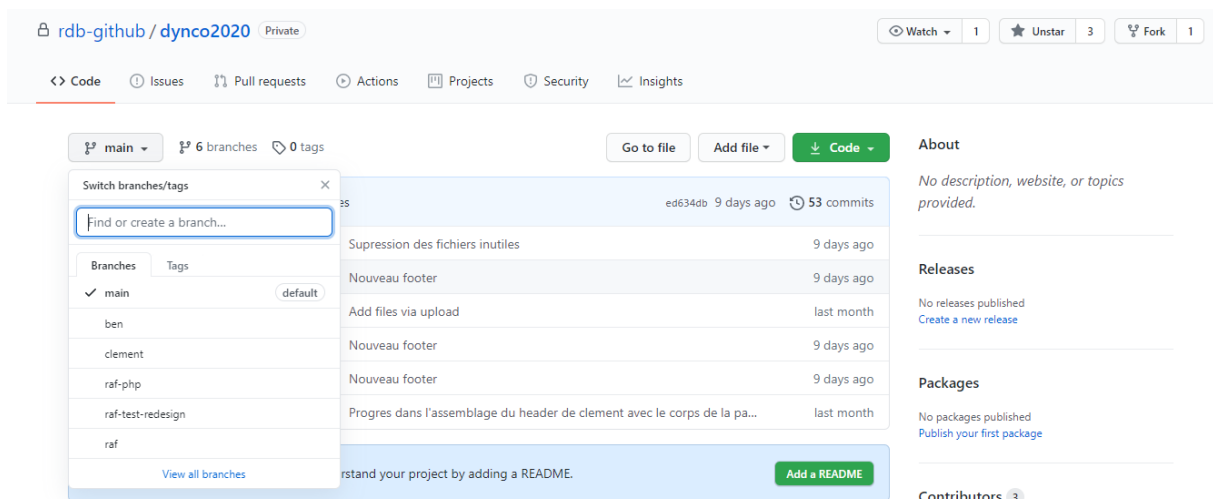 rdb-github / dynco2020 Private
Watch 1 Unstar 3 Fork 1
Code Issues Pull requests Actions Projects Security Insights
main 6 branches 0 tags Go to file Add file Code
Switch branches/tags
Find or create a branch...
Branches Tags
main default
ben
clement
raf-php
raf-test-redesign
raf
View all branches
es ed634db 9 days ago 53 commits
Supression des fichiers inutiles 9 days ago
Nouveau footer 9 days ago
Add files via upload last month
Nouveau footer 9 days ago
Nouveau footer 9 days ago
Progres dans l'assemblage du header de clement avec le corps de la pa... last month
rstand your project by adding a README. Add a README
About
No description, website, or topics
provided.
Releases
No releases published
Create a new release
Packages
No packages published
Publish your first package
Contributors 3